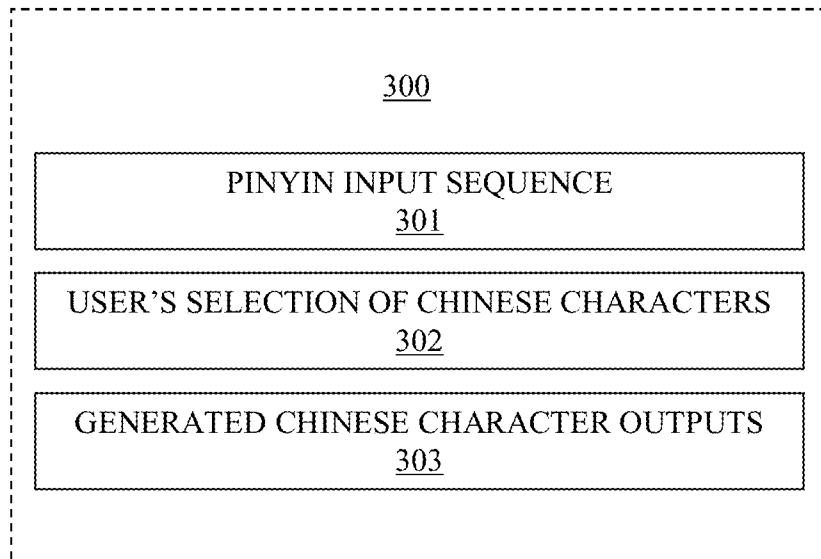 300
PINYIN INPUT SEQUENCE
301
USER'S SELECTION OF CHINESE CHARACTERS
302
GENERATED CHINESE CHARACTER OUTPUTS
303